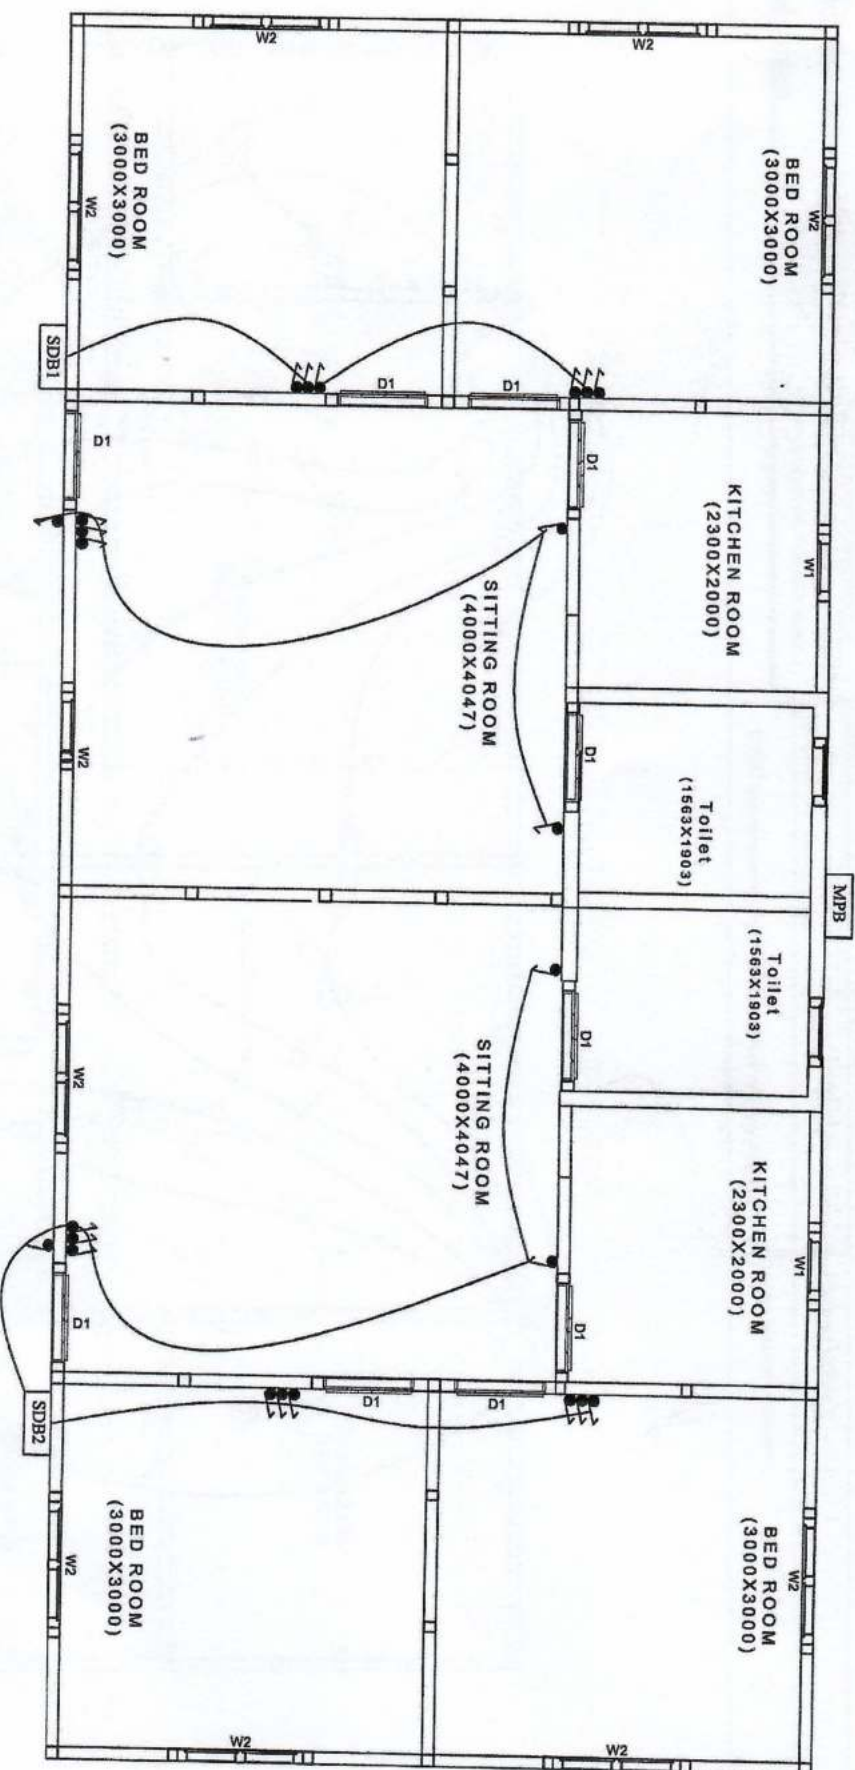 W2
W2
BED ROOM
(3000X3000)
W2
BED ROOM
(3000X3000)
W2
SDB1
D1
D1
D1
D1
KITCHEN ROOM
(2300X2000)
W1
SITTING ROOM
(4000X4047)
W2
D1
Toilet
(1563X1903)
MPB
Toilet
(1563X1903)
D1
SITTING ROOM
(4000X4047)
W2
KITCHEN ROOM
(2300X2000)
W1
D1
D1
D1
D1
SDB2
BED ROOM
(3000X3000)
W2
BED ROOM
(3000X3000)
W2
W2
W2